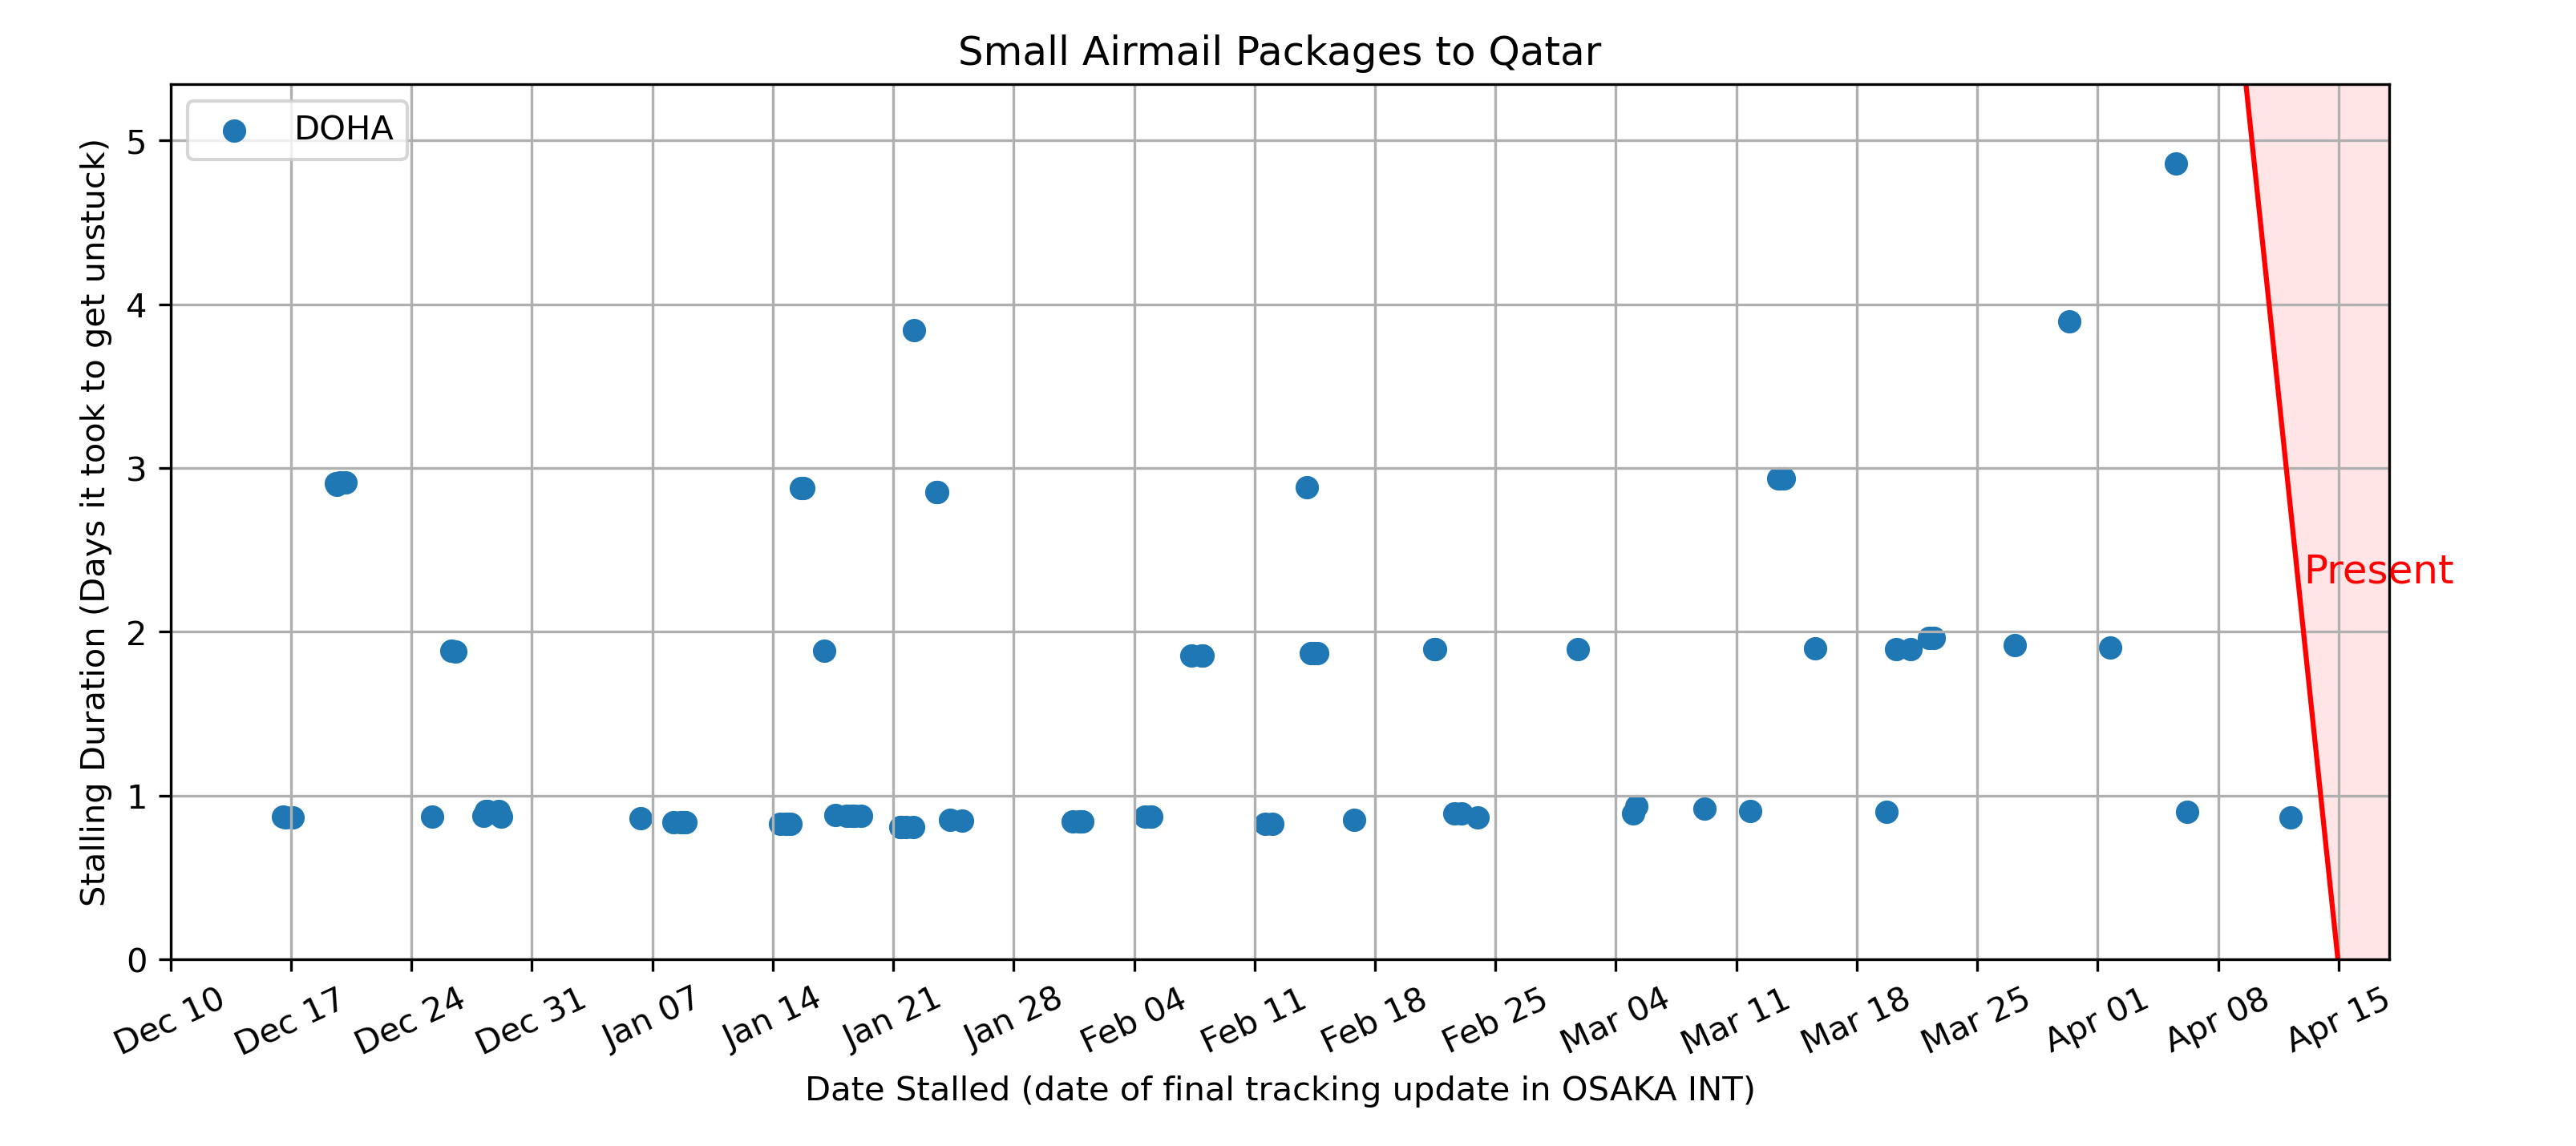 Small Airmail Packages to Qatar
DOHA
Stalling Duration (Days it took to get unstuck)
5
4
3
2
1
0
Present
Dec 10
Dec 17
Dec 24
Dec 31
Jan 07
Jan 14
Jan 21
Jan 28
Feb 04
Feb 11
Feb 18
Feb 25
Mar 04
Mar 11
Mar 18
Mar 25
Apr 01
Apr 08
Apr 15
Date Stalled (date of final tracking update in OSAKA INT)